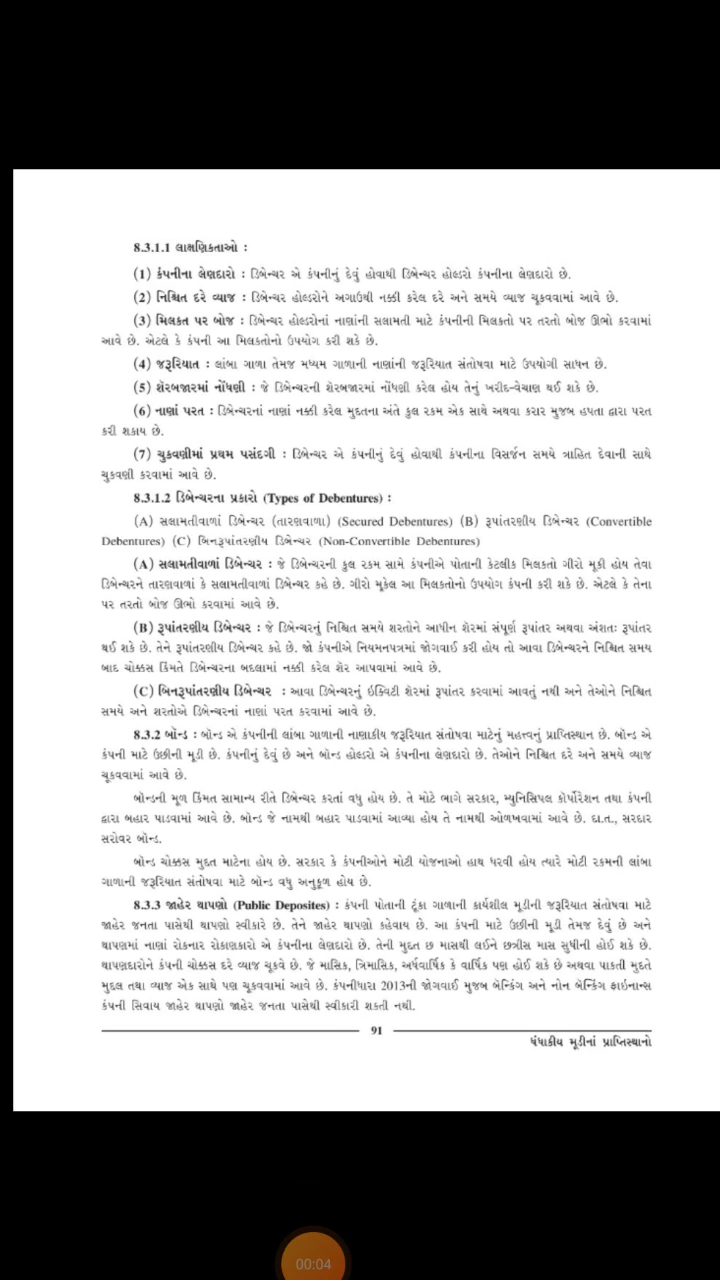 8.3.1.1 લાક્ષણિકતાઓ :
(1) કંપનીના લેણદારો : ડિબેન્ચર એ કંપનીનું દેવું હોવાથી ડિબેન્ચર હોલ્ડરો કંપનીના લેણદારો છે.
(2) નિશ્ચિત દરે વ્યાજ : ડિબેન્ચર હોલ્ડરોને અગાઉથી નક્કી કરેલ દરે અને સમયે વ્યાજ ચૂકવવામાં આવે છે.
(3) મિલકત પર બોજ : ડિબેન્ચર હોલ્ડરોનાં નાણાંની સલામતી માટે કંપનીની મિલકતો પર તરતો બોજ ઊભો કરવામાં
આવે છે. એટલે કે કંપની આ મિલકતોનો ઉપયોગ કરી શકે છે.
(4) જરૂરિયાત : લાંબા ગાળા તેમજ મધ્યમ ગાળાની નાણાંની જરૂરિયાત સંતોષવા માટે ઉપયોગી સાધન છે.
(5) શૅરબજારમાં નોંધણી : જે ડિબેન્ચરની શૅરબજારમાં નોંધણી કરેલ હોય તેનું ખરીદ-વેચાણ થઈ શકે છે.
(6) નાણાં પરત : ડિબેન્ચરનાં નાણાં નક્કી કરેલ મુદતના અંતે કુલ રકમ એક સાથે અથવા કરાર મુજબ હપતા દ્વારા પરત
કરી શકાય છે.
(7) ચુકવણીમાં પ્રથમ પસંદગી : ડિબેન્ચર એ કંપનીનું દેવું હોવાથી કંપનીના વિસર્જન સમયે ત્રાહિત દેવાની સાથે
ચુકવણી કરવામાં આવે છે.
8.3.1.2 ડિબેન્ચરના પ્રકારો (Types of Debentures) :
(A) સલામતીવાળાં ડિબેન્ચર (તારણવાળા) (Secured Debentures) (B) રૂપાંતરણીય ડિબેન્ચર (Convertible
Debentures) (C) બિનરૂપાંતરણીય ડિબેન્ચર (Non-Convertible Debentures)
(A) સલામતીવાળાં ડિબેન્ચર : જે ડિબેન્ચરની કુલ રકમ સામે કંપનીએ પોતાની કેટલીક મિલકતો ગીરો મૂકી હોય તેવા
ડિબેન્ચરને તારણવાળાં કે સલામતીવાળાં ડિબેન્ચર કહે છે. ગીરો મૂકેલ આ મિલકતોનો ઉપયોગ કંપની કરી શકે છે. એટલે કે તેના
પર તરતો બોજ ઊભો કરવામાં આવે છે.
(B) રૂપાંતરણીય ડિબેન્ચર : જે ડિબેન્ચરનું નિશ્ચિત સમયે શરતોને આધીન શૅરમાં સંપૂર્ણ રૂપાંતર અથવા અંશતઃ રૂપાંતર
થઈ શકે છે. તેને રૂપાંતરણીય ડિબેન્ચર કહે છે. જો કંપનીએ નિયમનપત્રમાં જોગવાઈ કરી હોય તો આવા ડિબેન્ચરને નિશ્ચિત સમય
બાદ ચોક્કસ કિંમતે ડિબેન્ચરના બદલામાં નક્કી કરેલ શૅર આપવામાં આવે છે.
(C) બિનરૂપાંતરણીય ડિબેન્ચર : આવા ડિબેન્ચરનું ઇક્વિટી શૅરમાં રૂપાંતર કરવામાં આવતું નથી અને તેઓને નિશ્ચિત
સમયે અને શરતોએ ડિબેન્ચરનાં નાણાં પરત કરવામાં આવે છે.
8.3.2 બૉન્ડ : બૉન્ડ એ કંપનીની લાંબા ગાળાની નાણાકીય જરૂરિયાત સંતોષવા માટેનું મહત્ત્વનું પ્રાપ્તિસ્થાન છે. બૉન્ડ એ
કંપની માટે ઉછીની મૂડી છે. કંપનીનું દેવું છે અને બૉન્ડ હોલ્ડરો એ કંપનીના લેણદારો છે. તેઓને નિશ્ચિત દરે અને સમયે વ્યાજ
ચૂકવવામાં આવે છે.
બૉન્ડની મૂળ કિંમત સામાન્ય રીતે ડિબેન્ચર કરતાં વધુ હોય છે. તે મોટે ભાગે સરકાર, મ્યુનિસિપલ કૉર્પોરેશન તથા કંપની
દ્વારા બહાર પાડવામાં આવે છે. બૉન્ડ જે નામથી બહાર પાડવામાં આવ્યા હોય તે નામથી ઓળખવામાં આવે છે. દા.ત., સરદાર
સરોવર બૉન્ડ.
બૉન્ડ ચોક્કસ મુદત માટેના હોય છે. સરકાર કે કંપનીઓને મોટી યોજનાઓ હાથ ધરવી હોય ત્યારે મોટી રકમની લાંબા
ગાળાની જરૂરિયાત સંતોષવા માટે બૉન્ડ વધુ અનુકૂળ હોય છે.
8.3.3 જાહેર થાપણો (Public Deposites) : કંપની પોતાની ટૂંકા ગાળાની કાર્યશીલ મૂડીની જરૂરિયાત સંતોષવા માટે
જાહેર જનતા પાસેથી થાપણો સ્વીકારે છે. તેને જાહેર થાપણો કહેવાય છે. આ કંપની માટે ઉછીની મૂડી તેમજ દેવું છે અને
થાપણમાં નાણાં રોકનાર રોકાણકારો એ કંપનીના લેણદારો છે. તેની મુદત છ માસથી લઈને છત્રીસ માસ સુધીની હોઈ શકે છે.
થાપણદારોને કંપની ચોક્કસ દરે વ્યાજ ચૂકવે છે. જે માસિક, ત્રિમાસિક, અર્ધવાર્ષિક કે વાર્ષિક પણ હોઈ શકે છે અથવા પાકતી મુદતે
મુદ્દલ તથા વ્યાજ એક સાથે પણ ચૂકવવામાં આવે છે. કંપનીધારા 2013ની જોગવાઈ મુજબ બૅન્કિંગ અને નોન બૅન્કિંગ ફાઇનાન્સ
કંપની સિવાય જાહેર થાપણો જાહેર જનતા પાસેથી સ્વીકારી શકતી નથી.
91
ધંધાકીય મૂડીનાં પ્રાપ્તિસ્થાનો
00:04